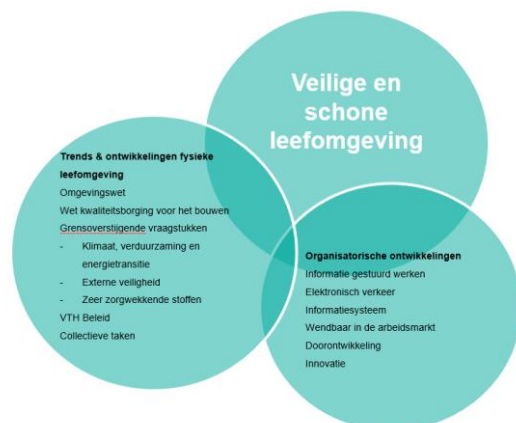 Veilige en
schone
leefomgeving
Trends & ontwikkelingen fysieke
leefomgeving
Omgevingswet
Wet kwaliteitsborging voor het bouwen
Grensoverstijgende vraagstukken
- Klimaat, verduurzaming en
energietransitie
- Externe veiligheid
- Zeer zorgwekkende stoffen
VTH Beleid
Collectieve taken
Organisatorische ontwikkelingen
Informatie gestuurd werken
Elektronisch verkeer
Informatiesysteem
Wendbaar in de arbeidsmarkt
Doorontwikkeling
Innovatie